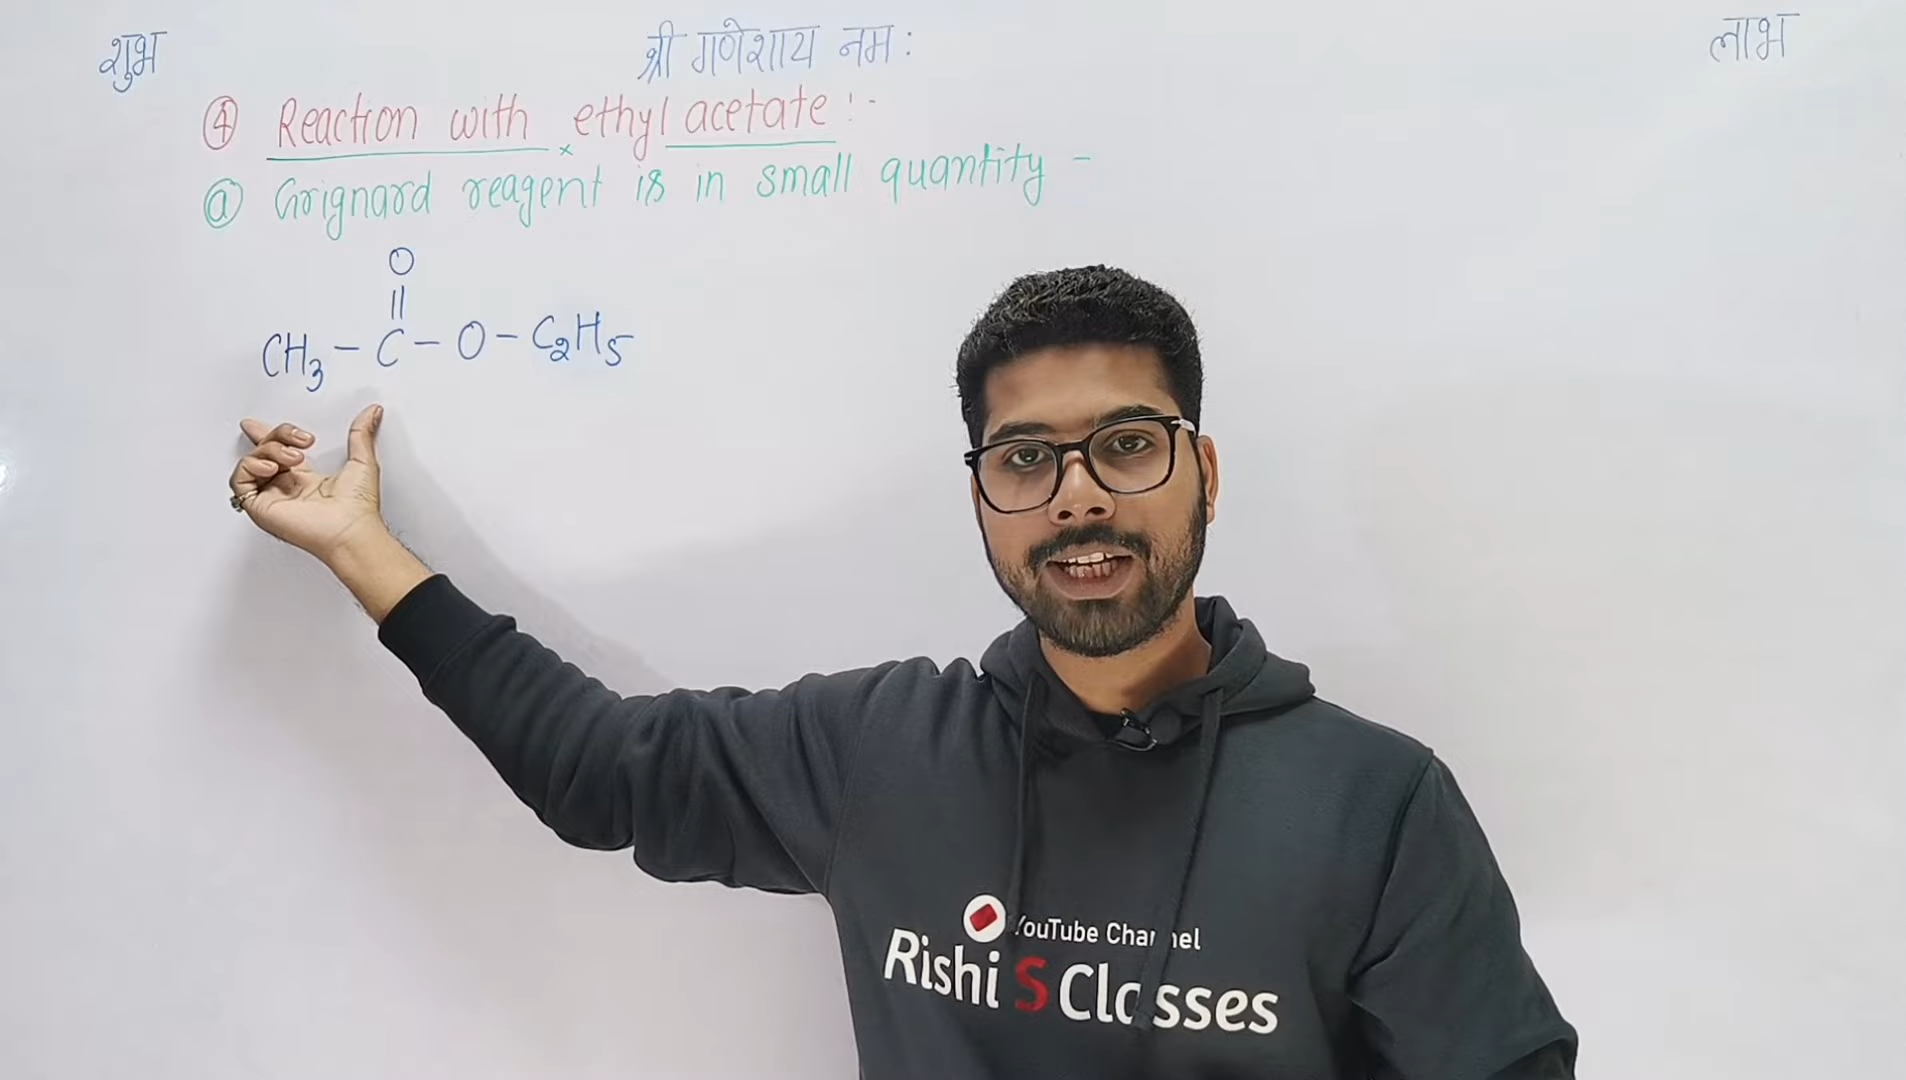 शुभ श्री गणेशाय नम: लाभ
④ Reaction with ethyl acetate :-
ⓐ Grignard reagent is in small quantity -
O
||
CH₃ - C - O - C₂H₅
YouTube Channel
Rishi S Classes